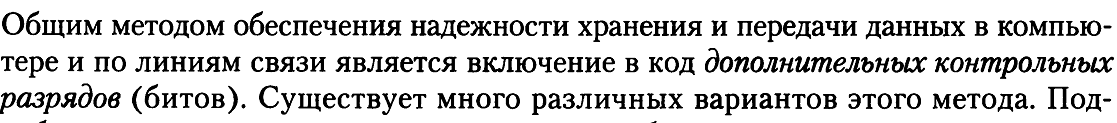 Общим методом обеспечения надежности хранения и передачи данных в компью-
тере и по линиям связи является включение в код дополнительных контрольных
разрядов (битов). Существует много различных вариантов этого метода. Под-